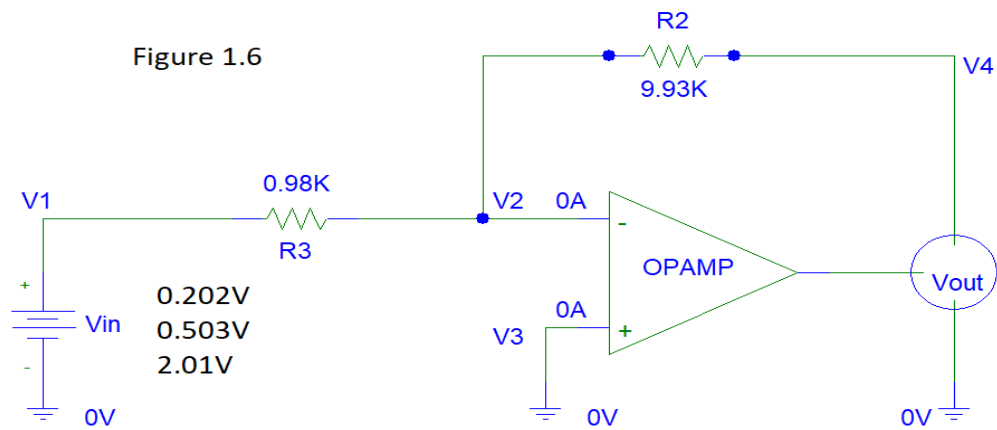 Figure 1.6
R2
9.93K
V4
0.98K
V1
V2
0A
-
R3
OPAMP
Vout
+
Vin
0.202V
0.503V
2.01V
0A
+
V3
-
0V
0V
0V